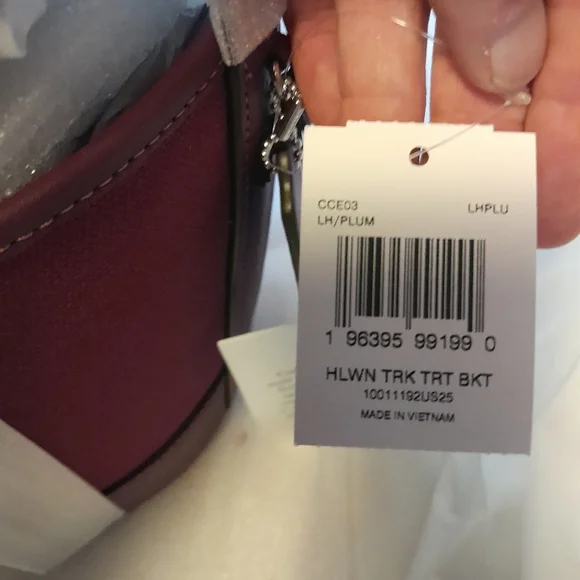 CCE03 LHPLU
LH/PLUM
1 96395 99199 0
HLWN TRK TRT BKT
10011192US25
MADE IN VIETNAM